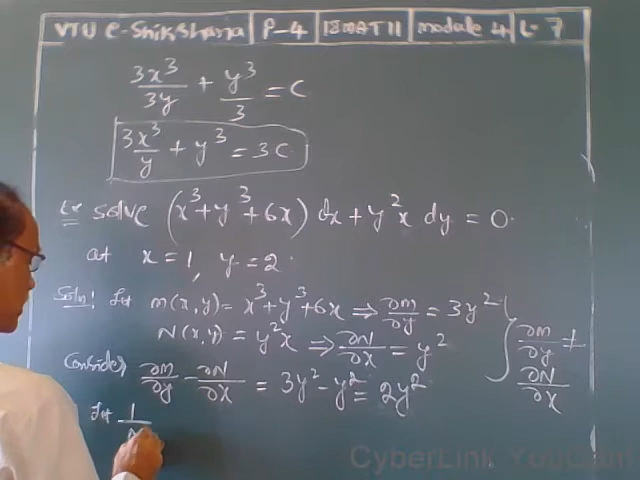 VTU e-Shikshana P-4 18MAT11 module 4 L-7
3x³/3y + y³/3 = C
3x³/y + y³ = 3C
Ex solve (x³+y³+6x) dx + y²x dy = 0.
at x=1, y=2.
Soln: Let m(x,y) = x³+y³+6x ⇒ ∂m/∂y = 3y²
N(x,y) = y²x ⇒ ∂N/∂x = y²
∂m/∂y ≠ ∂N/∂x
Consider, ∂m/∂y - ∂N/∂x = 3y² - y² = 2y²
Let 1/N
CyberLink YouCam